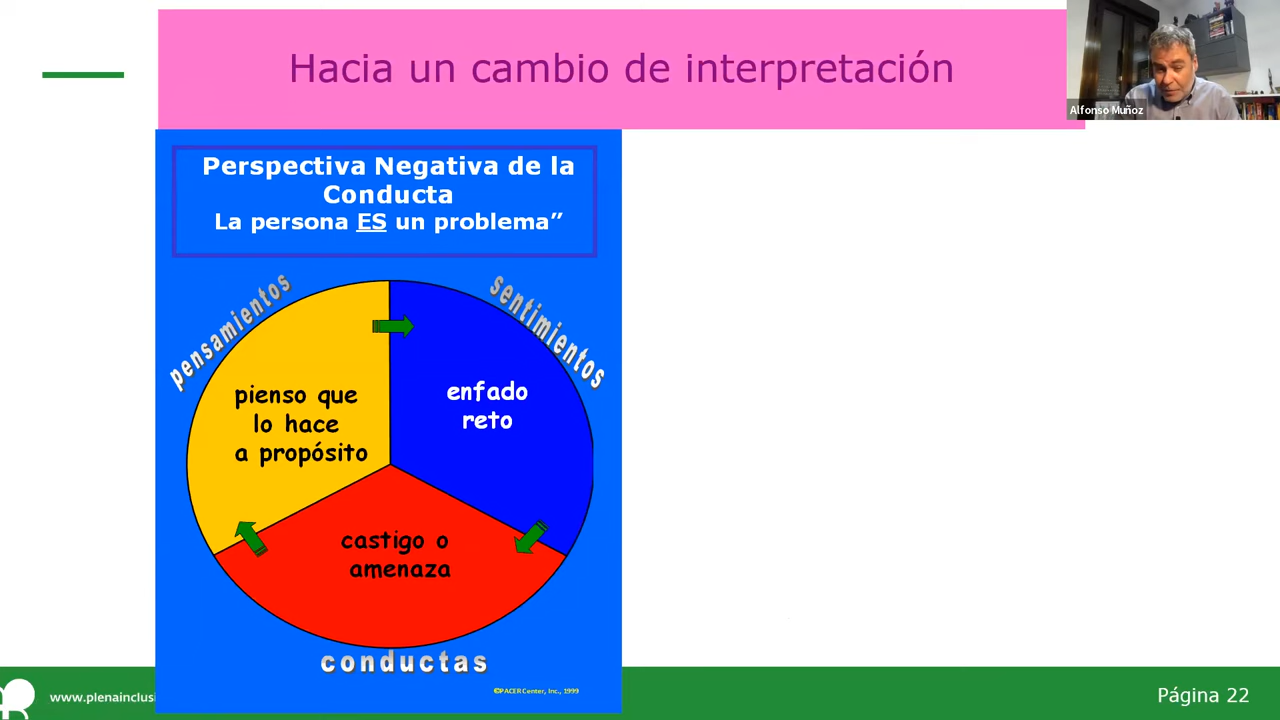 Hacia un cambio de interpretación
Alfonso Muñoz
Perspectiva Negativa de la
Conducta
La persona ES un problema”
pensamientos
sentimientos
pienso que
lo hace
a propósito
enfado
reto
castigo o
amenaza
conductas
©PACER Center, Inc., 1999
www.plenainclusi
Página 22